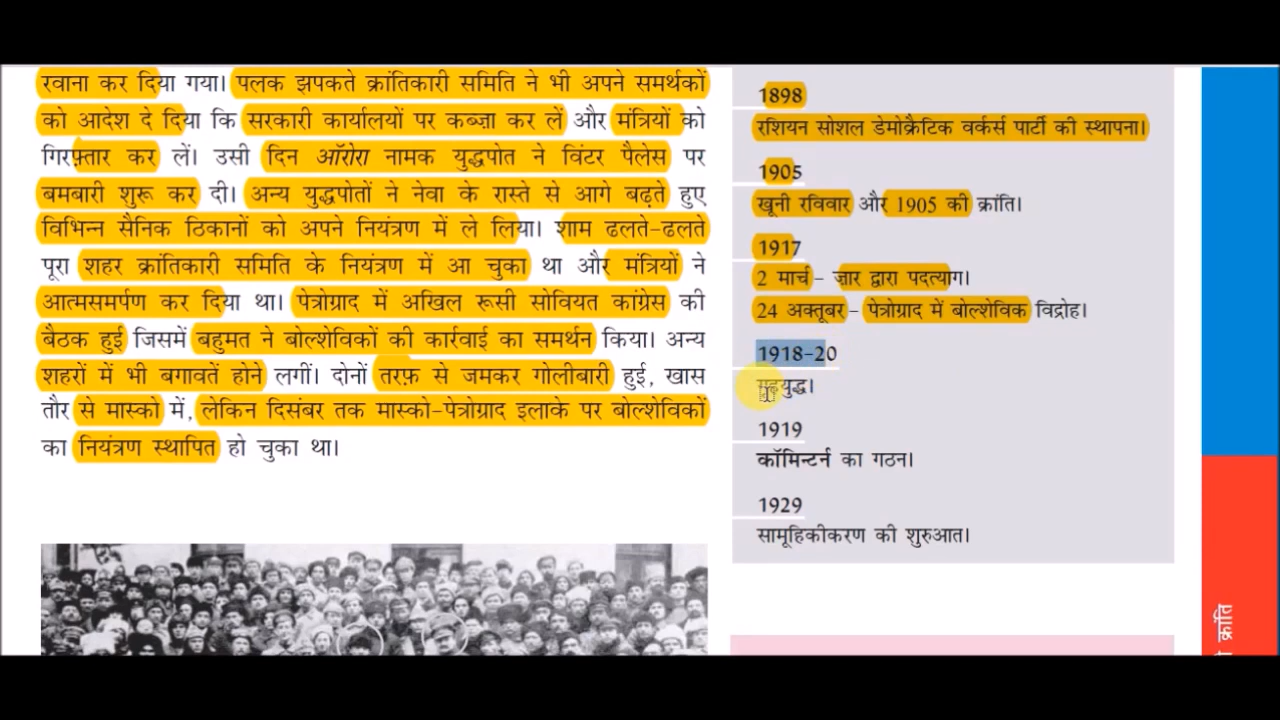 रवाना कर दिया गया। पलक झपकते क्रांतिकारी समिति ने भी अपने समर्थकों
को आदेश दे दिया कि सरकारी कार्यालयों पर कब्ज़ा कर लें और मंत्रियों को
गिरफ़्तार कर लें। उसी दिन ऑरोरा नामक युद्धपोत ने विंटर पैलेस पर
बमबारी शुरू कर दी। अन्य युद्धपोतों ने नेवा के रास्ते से आगे बढ़ते हुए
विभिन्न सैनिक ठिकानों को अपने नियंत्रण में ले लिया। शाम ढलते-ढलते
पूरा शहर क्रांतिकारी समिति के नियंत्रण में आ चुका था और मंत्रियों ने
आत्मसमर्पण कर दिया था। पेत्रोग्राद में अखिल रूसी सोवियत कांग्रेस की
बैठक हुई जिसमें बहुमत ने बोल्शेविकों की कार्रवाई का समर्थन किया। अन्य
शहरों में भी बगावतें होने लगीं। दोनों तरफ़ से जमकर गोलीबारी हुई, खास
तौर से मास्को में, लेकिन दिसंबर तक मास्को-पेत्रोग्राद इलाके पर बोल्शेविकों
का नियंत्रण स्थापित हो चुका था।
1898
रशियन सोशल डेमोक्रैटिक वर्कर्स पार्टी की स्थापना।
1905
खूनी रविवार और 1905 की क्रांति।
1917
2 मार्च - ज़ार द्वारा पदत्याग।
24 अक्तूबर - पेत्रोग्राद में बोल्शेविक विद्रोह।
1918-20
गृहयुद्ध।
1919
कॉमिन्टर्न का गठन।
1929
सामूहिकीकरण की शुरुआत।
क्रांति